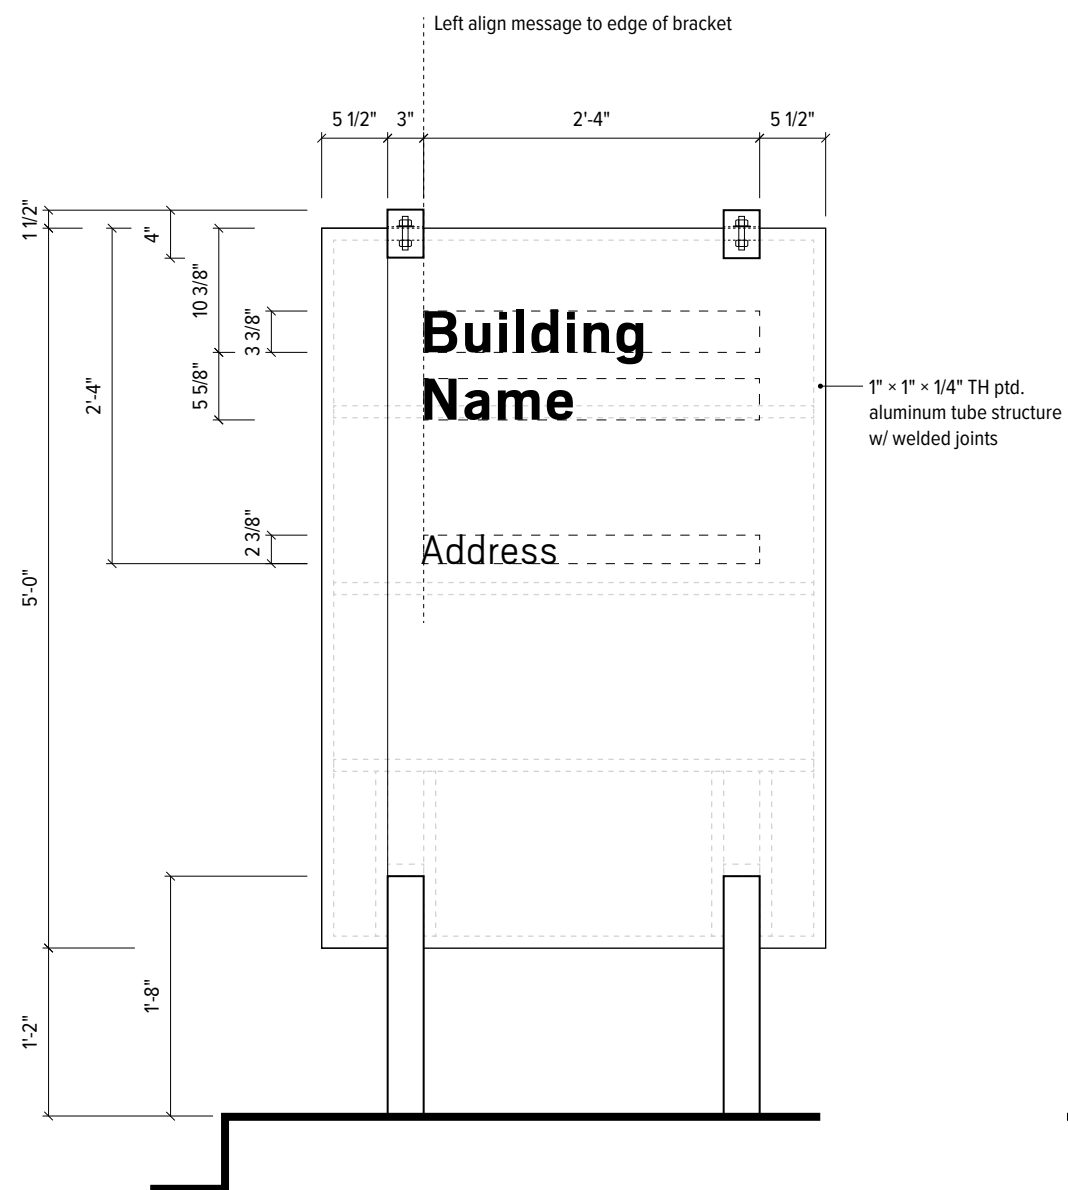 Left align message to edge of bracket
5 1/2" 3" 2'-4" 5 1/2"
1 1/2"
4"
10 3/8"
3 3/8"
Building
Name
5 5/8"
2'-4"
1" × 1" × 1/4" TH ptd.
aluminum tube structure
w/ welded joints
2 3/8"
Address
5'-0"
1'-8"
1'-2"